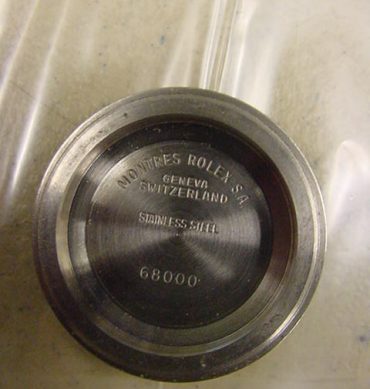 MONTRES ROLEX S.A.
GENEVA
SWITZERLAND
STAINLESS STEEL
68000